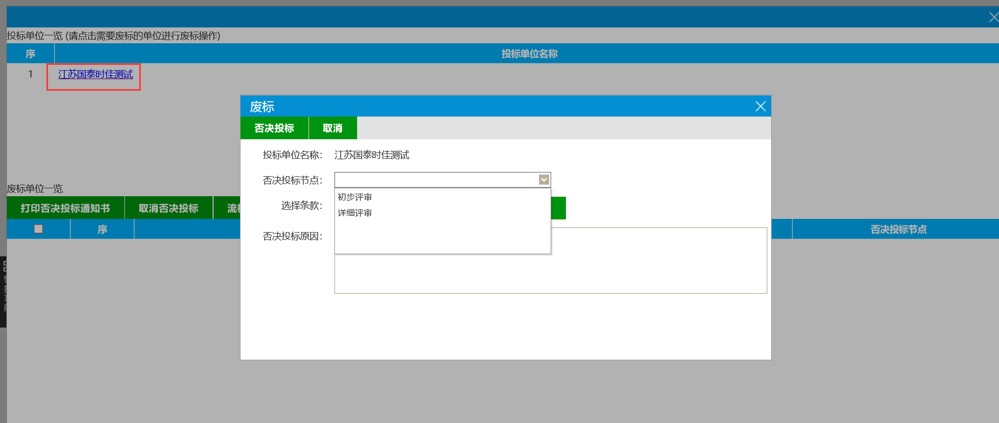 投标单位一览 (请点击需要废标的单位进行废标操作)
序 投标单位名称
1 江苏国泰时佳测试
废标
否决投标 取消
投标单位名称： 江苏国泰时佳测试
否决投标节点：
初步评审
详细评审
选择条款：
否决投标原因：
废标单位一览
打印否决投标通知书 取消否决投标 流
序 否决投标节点